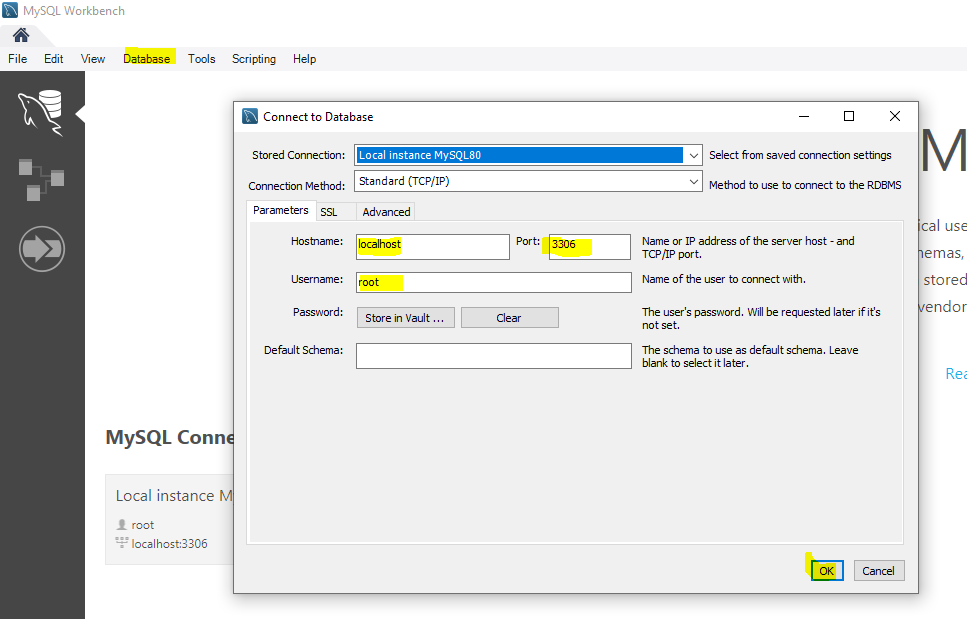 MySQL Workbench
File Edit View Database Tools Scripting Help
Connect to Database
Stored Connection: Local instance MySQL80 Select from saved connection settings
Connection Method: Standard (TCP/IP) Method to use to connect to the RDBMS
Parameters SSL Advanced
Hostname: localhost Port: 3306 Name or IP address of the server host - and
TCP/IP port.
Username: root Name of the user to connect with.
Password: Store in Vault ... Clear The user's password. Will be requested later if it's
not set.
Default Schema: The schema to use as default schema. Leave
blank to select it later.
OK Cancel
M
ical use
nemas,
stored
vendor
Rea
MySQL Conne
Local instance M
root
localhost:3306